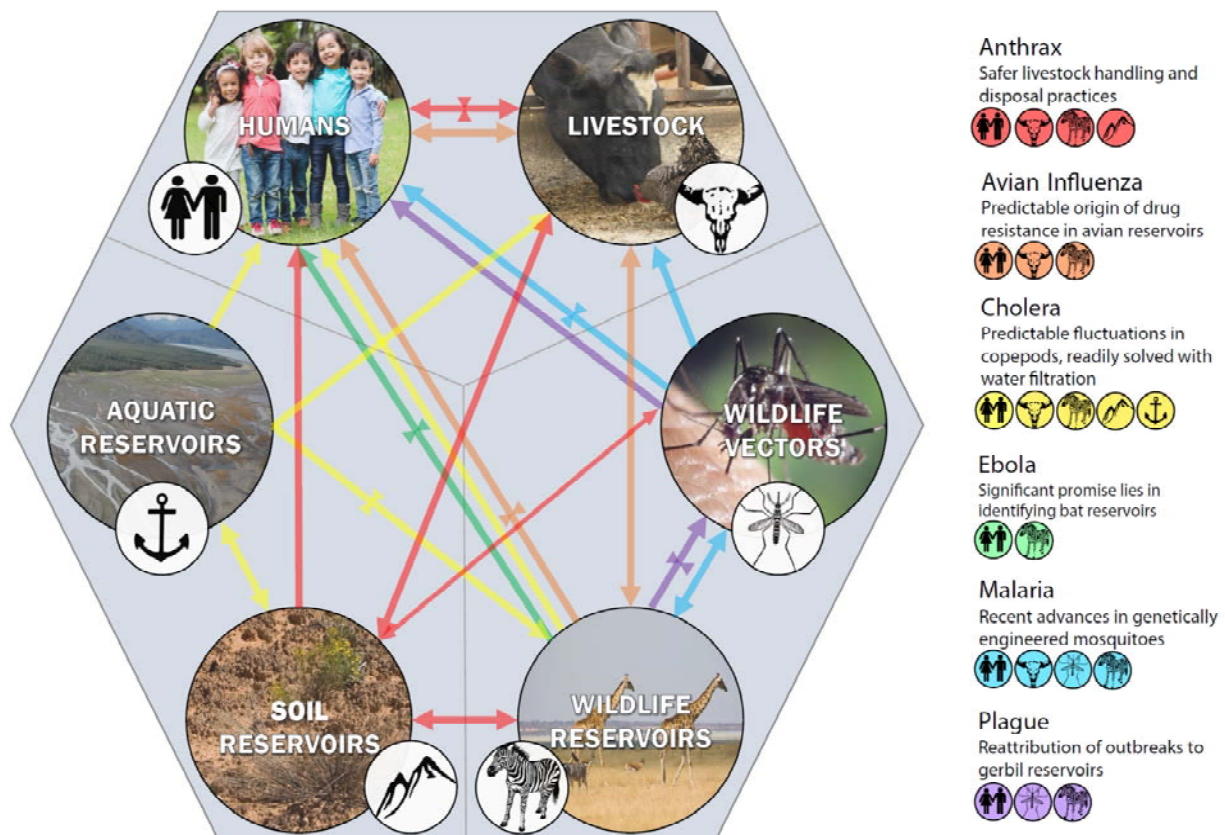 HUMANS
LIVESTOCK
AQUATIC
RESERVOIRS
WILDLIFE
VECTORS
SOIL
RESERVOIRS
WILDLIFE
RESERVOIRS
Anthrax
Safer livestock handling and
disposal practices
Avian Influenza
Predictable origin of drug
resistance in avian reservoirs
Cholera
Predictable fluctuations in
copepods, readily solved with
water filtration
Ebola
Significant promise lies in
identifying bat reservoirs
Malaria
Recent advances in genetically
engineered mosquitoes
Plague
Reattribution of outbreaks to
gerbil reservoirs